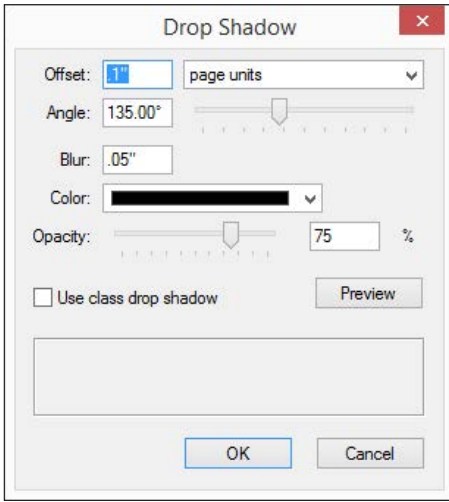 Drop Shadow
Offset: .1" page units
Angle: 135.00°
Blur: .05"
Color:
Opacity: 75 %
Use class drop shadow Preview
OK Cancel